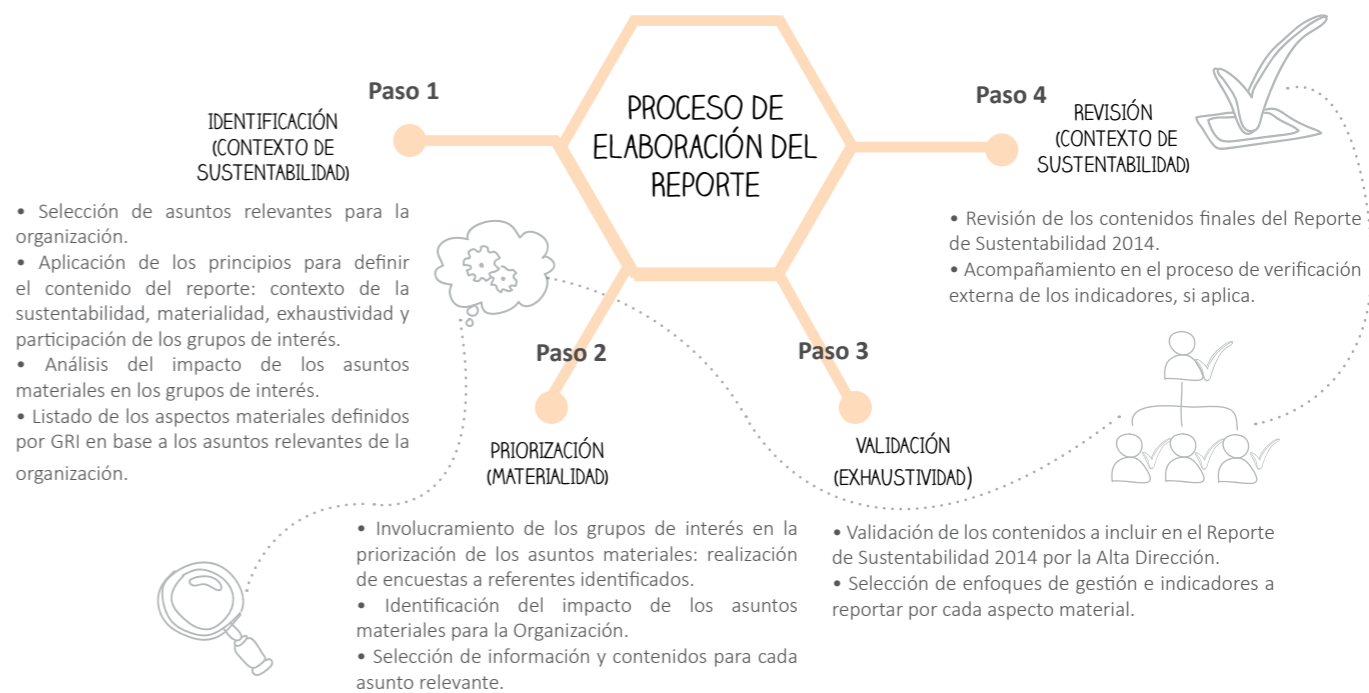 PROCESO DE
ELABORACIÓN DEL
REPORTE
Paso 1
IDENTIFICACIÓN
(CONTEXTO DE
SUSTENTABILIDAD)
• Selección de asuntos relevantes para la
organización.
• Aplicación de los principios para definir
el contenido del reporte: contexto de la
sustentabilidad, materialidad, exhaustividad y
participación de los grupos de interés.
• Análisis del impacto de los asuntos
materiales en los grupos de interés.
• Listado de los aspectos materiales definidos
por GRI en base a los asuntos relevantes de la
organización.
Paso 2
PRIORIZACIÓN
(MATERIALIDAD)
• Involucramiento de los grupos de interés en la
priorización de los asuntos materiales: realización
de encuestas a referentes identificados.
• Identificación del impacto de los asuntos
materiales para la Organización.
• Selección de información y contenidos para cada
asunto relevante.
Paso 3
VALIDACIÓN
(EXHAUSTIVIDAD)
• Validación de los contenidos a incluir en el Reporte
de Sustentabilidad 2014 por la Alta Dirección.
• Selección de enfoques de gestión e indicadores a
reportar por cada aspecto material.
Paso 4
REVISIÓN
(CONTEXTO DE
SUSTENTABILIDAD)
• Revisión de los contenidos finales del Reporte
de Sustentabilidad 2014.
• Acompañamiento en el proceso de verificación
externa de los indicadores, si aplica.